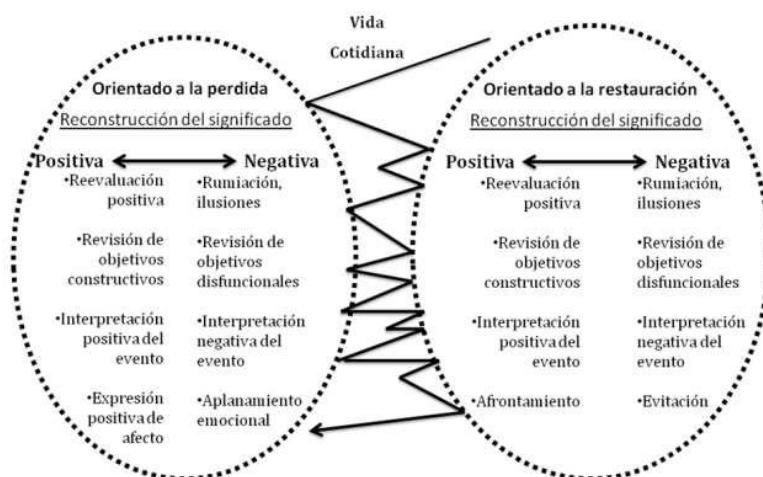 Vida
Cotidiana
Orientado a la perdida
Reconstrucción del significado
Positiva
Negativa
•Reevaluación
positiva
•Rumiación,
ilusiones
•Revisión de
objetivos
constructivos
•Revisión de
objetivos
disfuncionales
•Interpretación
positiva del
evento
•Interpretación
negativa del
evento
•Expresión
positiva de
afecto
•Aplanamiento
emocional
Orientado a la restauración
Reconstrucción del significado
Positiva
Negativa
•Reevaluación
positiva
•Rumiación,
ilusiones
•Revisión de
objetivos
constructivos
•Revisión de
objetivos
disfuncionales
•Interpretación
positiva del
evento
•Interpretación
negativa del
evento
•Afrontamiento
•Evitación